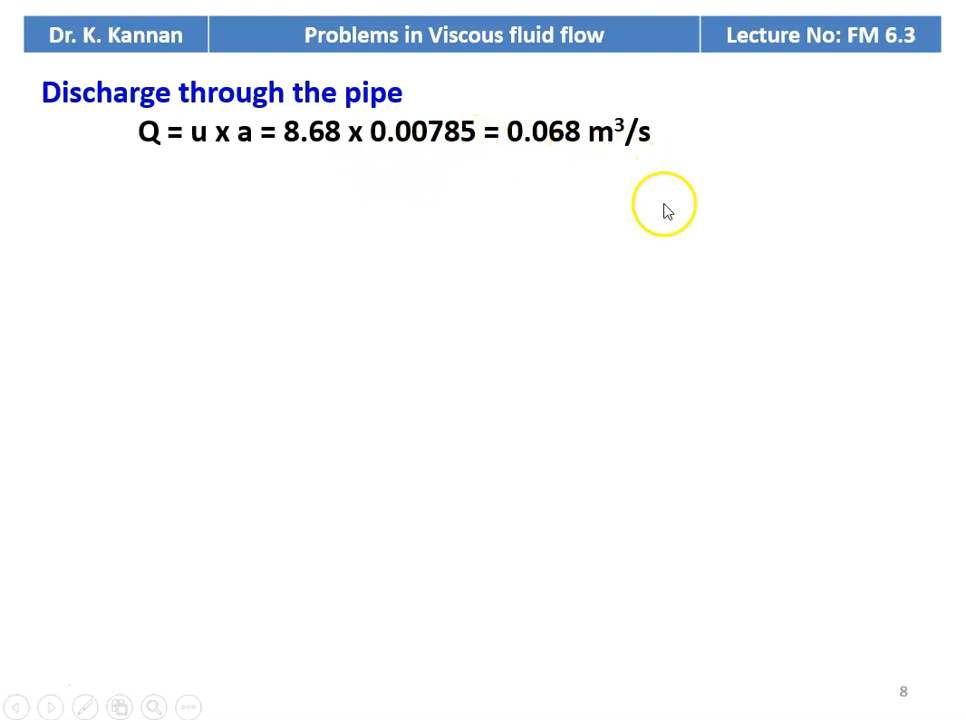 Dr. K. Kannan Problems in Viscous fluid flow Lecture No: FM 6.3
Discharge through the pipe
Q = u x a = 8.68 x 0.00785 = 0.068 m³/s
8